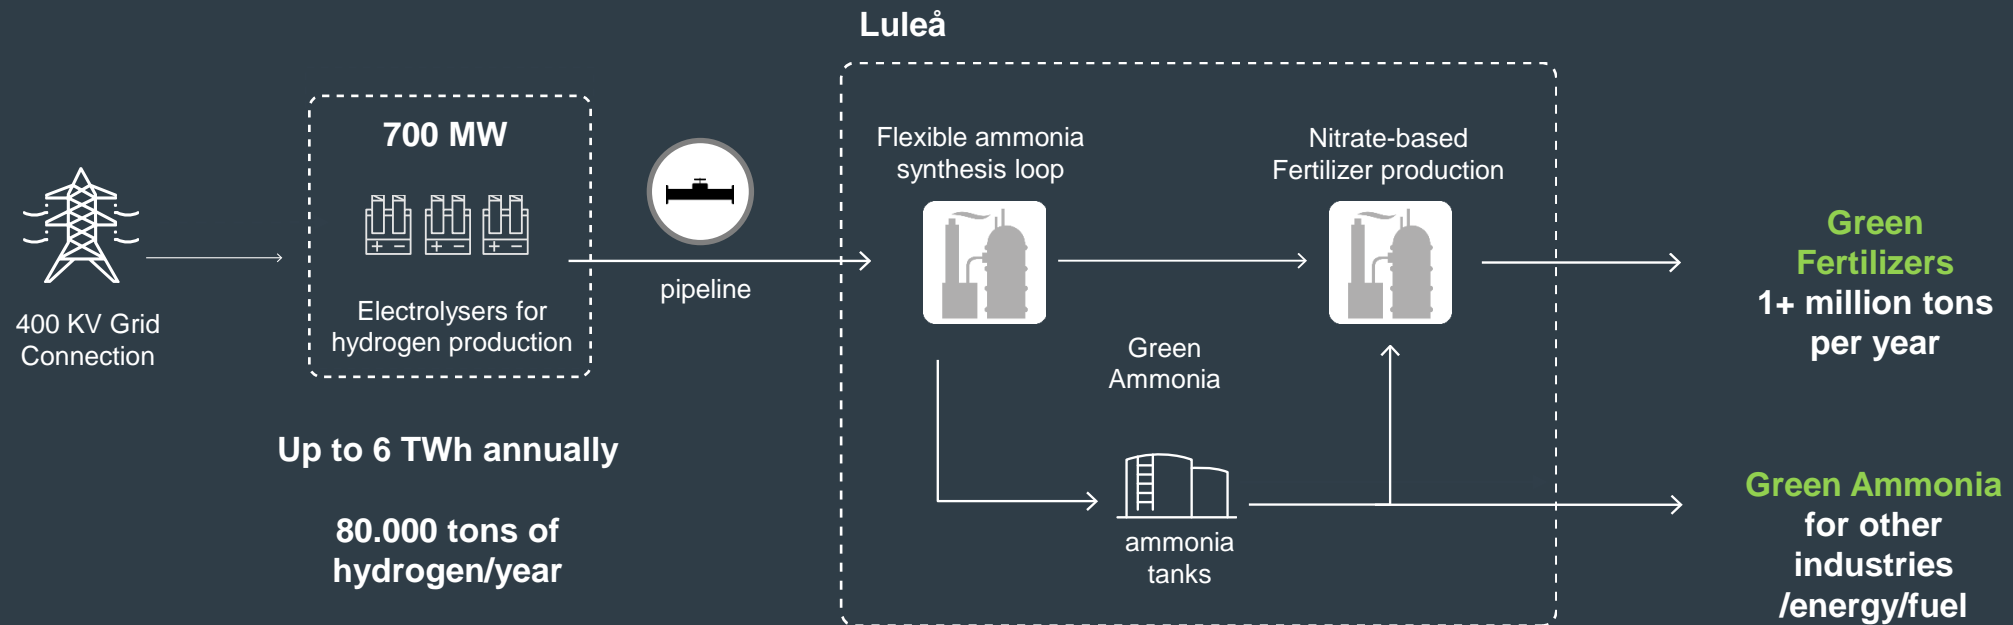 Luleå
700 MW
400 KV Grid
Connection
Electrolysers for
hydrogen production
Up to 6 TWh annually
80.000 tons of
hydrogen/year
pipeline
Flexible ammonia
synthesis loop
Nitrate-based
Fertilizer production
Green
Ammonia
ammonia
tanks
Green
Fertilizers
1+ million tons
per year
Green Ammonia
for other
industries
/energy/fuel